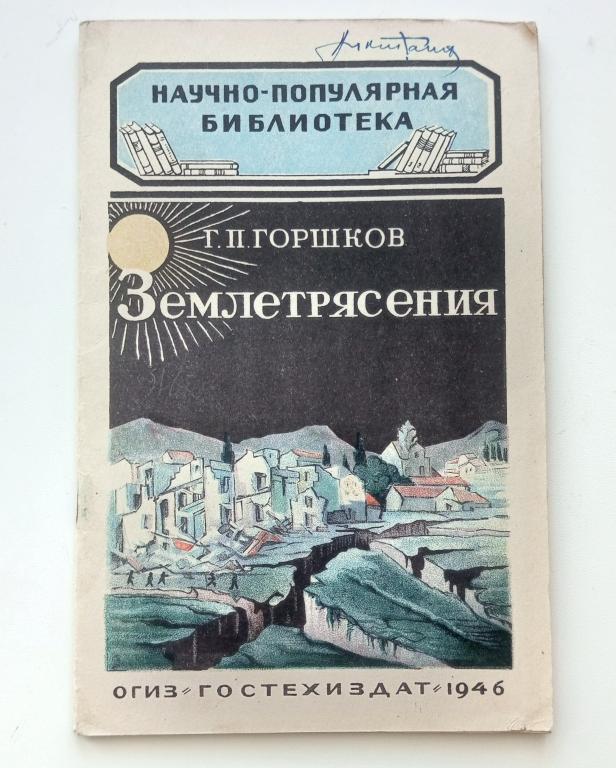 НАУЧНО-ПОПУЛЯРНАЯ
БИБЛИОТЕКА
Г. П. ГОРШКОВ
ЗЕМЛЕТРЯСЕНИЯ
ОГИЗ=ГОСТЕХИЗДАТ=1946